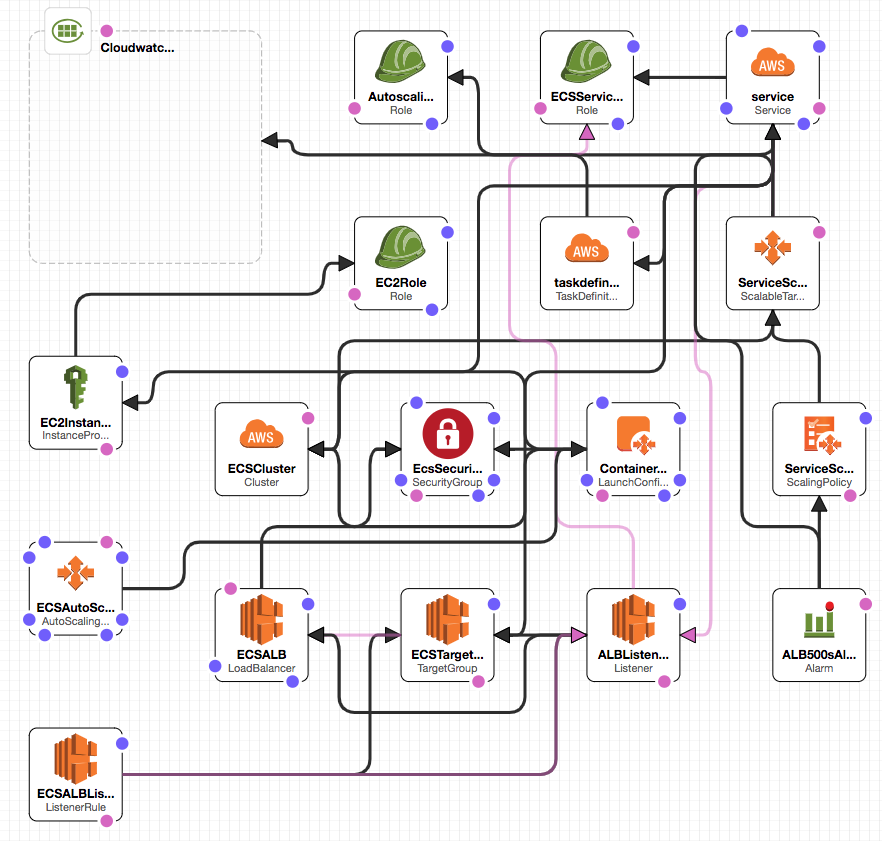 Cloudwatc...
Autoscali...
Role
ECSServic...
Role
AWS
service
Service
EC2Role
Role
AWS
taskdefin...
TaskDefinit...
ServiceSc...
ScalableTar...
EC2Instan...
InstancePro...
AWS
ECSCluster
Cluster
EcsSecuri...
SecurityGroup
Container...
LaunchConfi...
ServiceSc...
ScalingPolicy
ECSAutoSc...
AutoScaling...
ECSALB
LoadBalancer
ECSTarget...
TargetGroup
ALBListen...
Listener
ALB500sAl...
Alarm
ECSALBLis...
ListenerRule